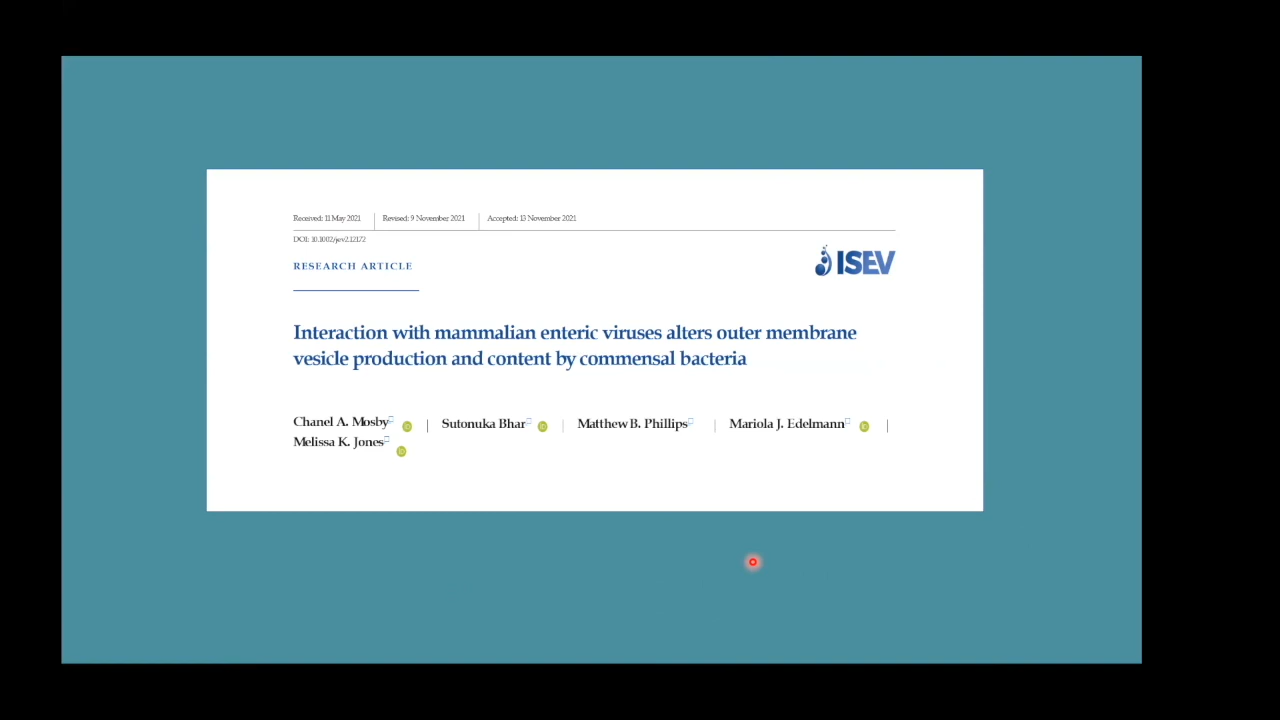 Received: 11 May 2021 Revised: 9 November 2021 Accepted: 13 November 2021
DOI: 10.1002/jev2.12172
RESEARCH ARTICLE
ISEV
Interaction with mammalian enteric viruses alters outer membrane
vesicle production and content by commensal bacteria
Chanel A. Mosby | Sutonuka Bhar | Matthew B. Phillips | Mariola J. Edelmann |
Melissa K. Jones